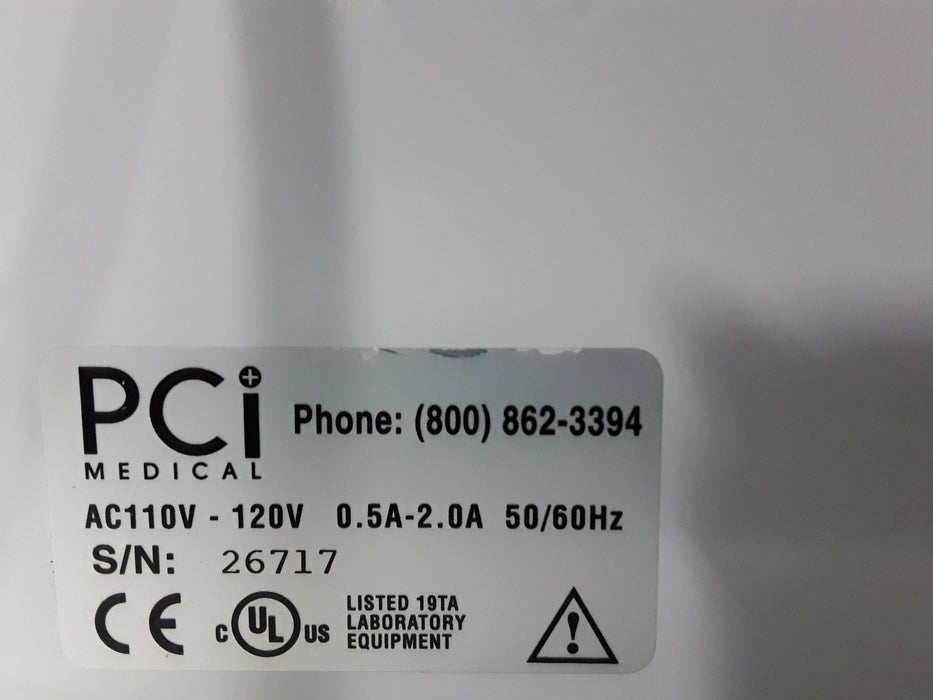 PCi
MEDICAL
Phone: (800) 862-3394
AC110V - 120V 0.5A-2.0A 50/60Hz
S/N: 26717
CE
C UL US
LISTED 19TA
LABORATORY
EQUIPMENT
!